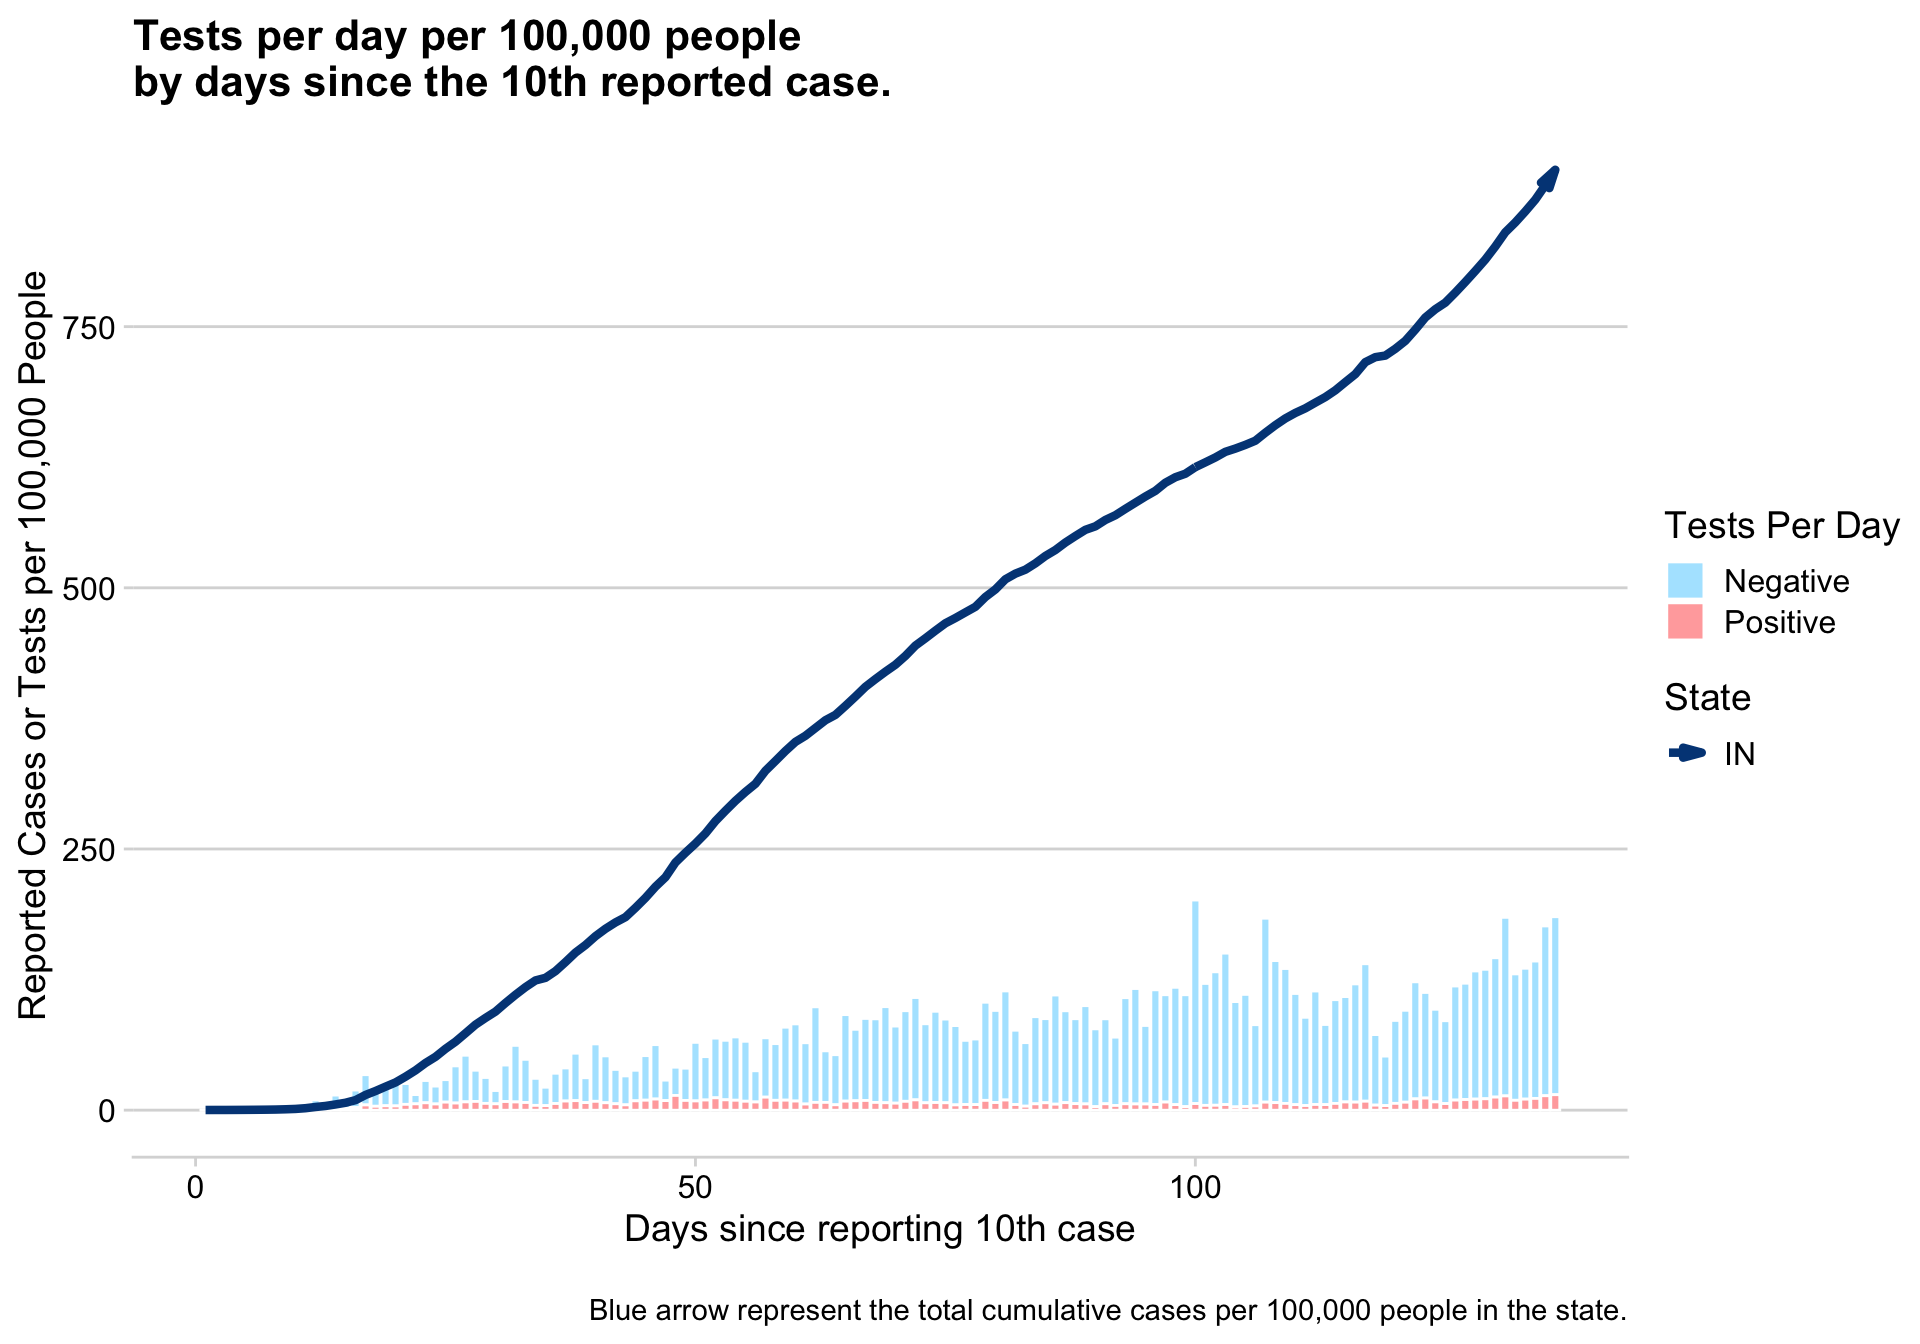 Tests per day per 100,000 people
by days since the 10th reported case.
Reported Cases or Tests per 100,000 People
750
500
250
0
0
50
100
Days since reporting 10th case
Tests Per Day
Negative
Positive
State
IN
Blue arrow represent the total cumulative cases per 100,000 people in the state.